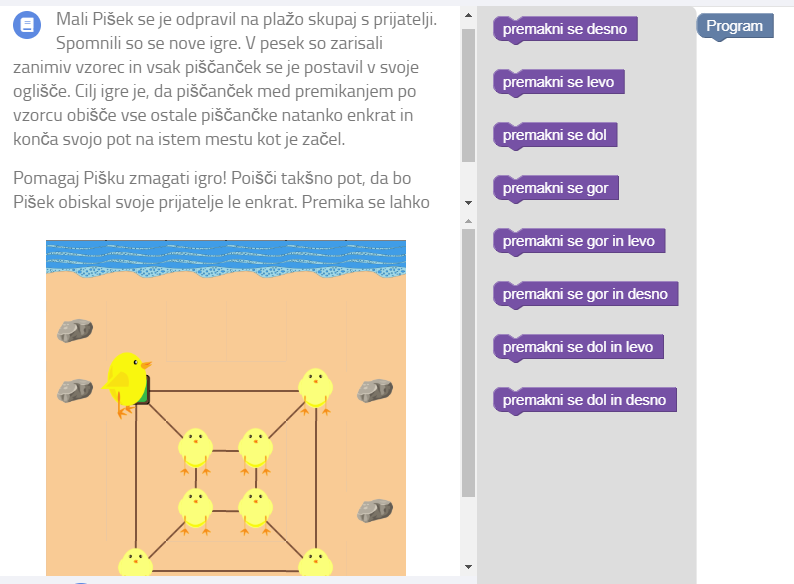 Mali Pišek se je odpravil na plažo skupaj s prijatelji.
Spomnili so se nove igre. V pesek so zarisali
zanimiv vzorec in vsak piščanček se je postavil v svoje
oglišče. Cilj igre je, da piščanček med premikanjem po
vzorcu obišče vse ostale piščančke natanko enkrat in
konča svojo pot na istem mestu kot je začel.
Pomagaj Pišku zmagati igro! Poišči takšno pot, da bo
Pišek obiskal svoje prijatelje le enkrat. Premika se lahko
premakni se desno
premakni se levo
premakni se dol
premakni se gor
premakni se gor in levo
premakni se gor in desno
premakni se dol in levo
premakni se dol in desno
Program